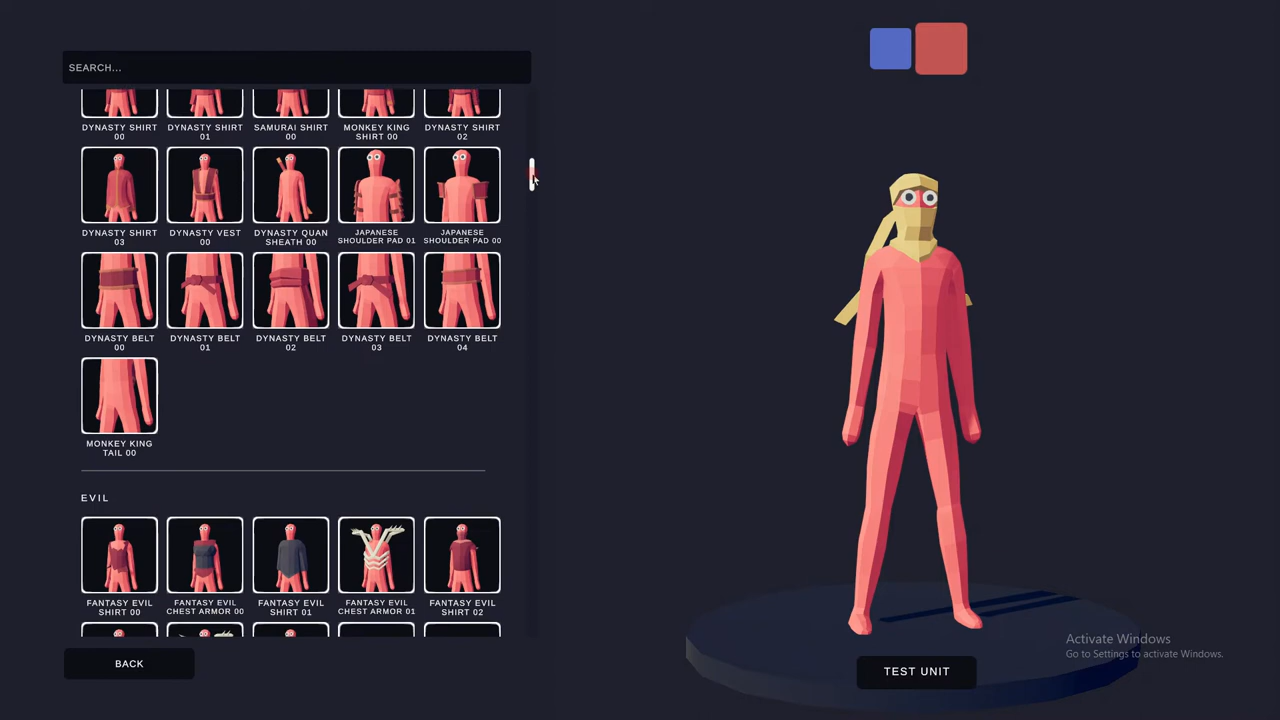 SEARCH...
DYNASTY SHIRT 00
DYNASTY SHIRT 01
SAMURAI SHIRT 00
MONKEY KING SHIRT 00
DYNASTY SHIRT 02
DYNASTY SHIRT 03
DYNASTY VEST 00
DYNASTY QUAN SHEATH 00
JAPANESE SHOULDER PAD 01
JAPANESE SHOULDER PAD 00
DYNASTY BELT 00
DYNASTY BELT 01
DYNASTY BELT 02
DYNASTY BELT 03
DYNASTY BELT 04
MONKEY KING TAIL 00
EVIL
FANTASY EVIL SHIRT 00
FANTASY EVIL CHEST ARMOR 00
FANTASY EVIL SHIRT 01
FANTASY EVIL CHEST ARMOR 01
FANTASY EVIL SHIRT 02
BACK
TEST UNIT
Activate Windows
Go to Settings to activate Windows.